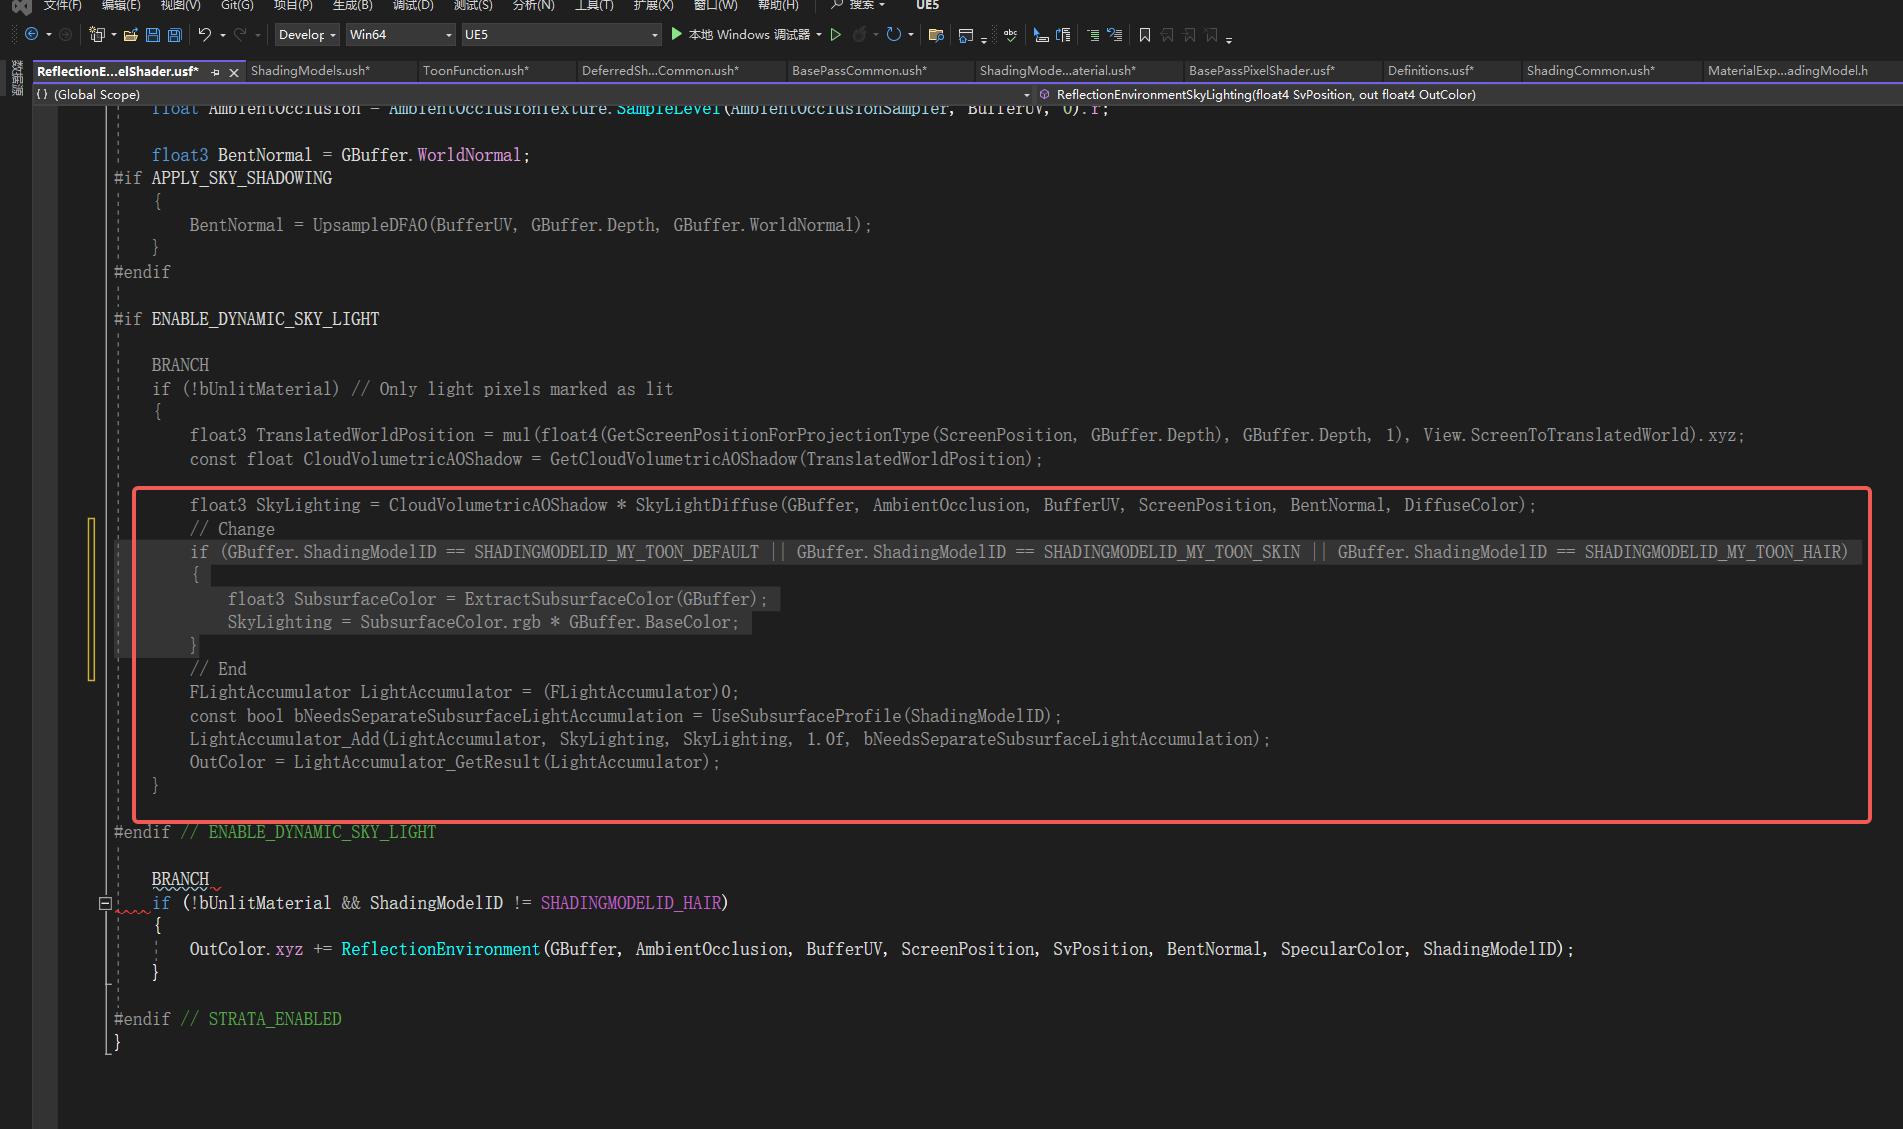 文件(F) 编辑(E) 视图(V) Git(G) 项目(P) 生成(B) 调试(D) 测试(S) 分析(N) 工具(T) 扩展(X) 窗口(W) 帮助(H) 搜索 UE5
Develop Win64 UE5 本地 Windows 调试器
ReflectionE...elShader.usf* ShadingModels.ush* ToonFunction.ush* DeferredSh...Common.ush* BasePassCommon.ush* ShadingMode...aterial.ush* BasePassPixelShader.usf* Definitions.usf* ShadingCommon.ush* MaterialExp...adingModel.h
数据源
{} (Global Scope) ReflectionEnvironmentSkyLighting(float4 SvPosition, out float4 OutColor)
float AmbientOcclusion = AmbientOcclusionTexture.SampleLevel(AmbientOcclusionSampler, BufferUV, 0).r;
float3 BentNormal = GBuffer.WorldNormal;
#if APPLY_SKY_SHADOWING
{
BentNormal = UpsampleDFAO(BufferUV, GBuffer.Depth, GBuffer.WorldNormal);
}
#endif
#if ENABLE_DYNAMIC_SKY_LIGHT
BRANCH
if (!bUnlitMaterial) // Only light pixels marked as lit
{
float3 TranslatedWorldPosition = mul(float4(GetScreenPositionForProjectionType(ScreenPosition, GBuffer.Depth), GBuffer.Depth, 1), View.ScreenToTranslatedWorld).xyz;
const float CloudVolumetricAOShadow = GetCloudVolumetricAOShadow(TranslatedWorldPosition);
float3 SkyLighting = CloudVolumetricAOShadow * SkyLightDiffuse(GBuffer, AmbientOcclusion, BufferUV, ScreenPosition, BentNormal, DiffuseColor);
// Change
if (GBuffer.ShadingModelID == SHADINGMODELID_MY_TOON_DEFAULT || GBuffer.ShadingModelID == SHADINGMODELID_MY_TOON_SKIN || GBuffer.ShadingModelID == SHADINGMODELID_MY_TOON_HAIR)
{
float3 SubsurfaceColor = ExtractSubsurfaceColor(GBuffer);
SkyLighting = SubsurfaceColor.rgb * GBuffer.BaseColor;
}
// End
FLightAccumulator LightAccumulator = (FLightAccumulator)0;
const bool bNeedsSeparateSubsurfaceLightAccumulation = UseSubsurfaceProfile(ShadingModelID);
LightAccumulator_Add(LightAccumulator, SkyLighting, SkyLighting, 1.0f, bNeedsSeparateSubsurfaceLightAccumulation);
OutColor = LightAccumulator_GetResult(LightAccumulator);
}
#endif // ENABLE_DYNAMIC_SKY_LIGHT
BRANCH
if (!bUnlitMaterial && ShadingModelID != SHADINGMODELID_HAIR)
{
OutColor.xyz += ReflectionEnvironment(GBuffer, AmbientOcclusion, BufferUV, ScreenPosition, SvPosition, BentNormal, SpecularColor, ShadingModelID);
}
#endif // STRATA_ENABLED
}